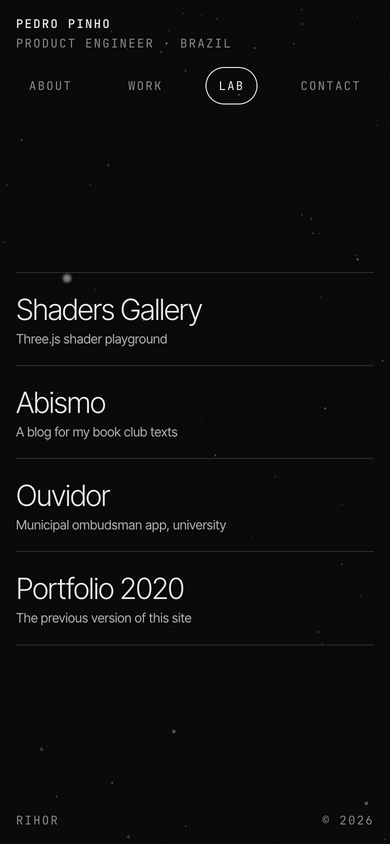 PEDRO PINHO
PRODUCT ENGINEER · BRAZIL
ABOUT WORK LAB CONTACT
Shaders Gallery
Three.js shader playground
Abismo
A blog for my book club texts
Ouvidor
Municipal ombudsman app, university
Portfolio 2020
The previous version of this site
RIHOR © 2026